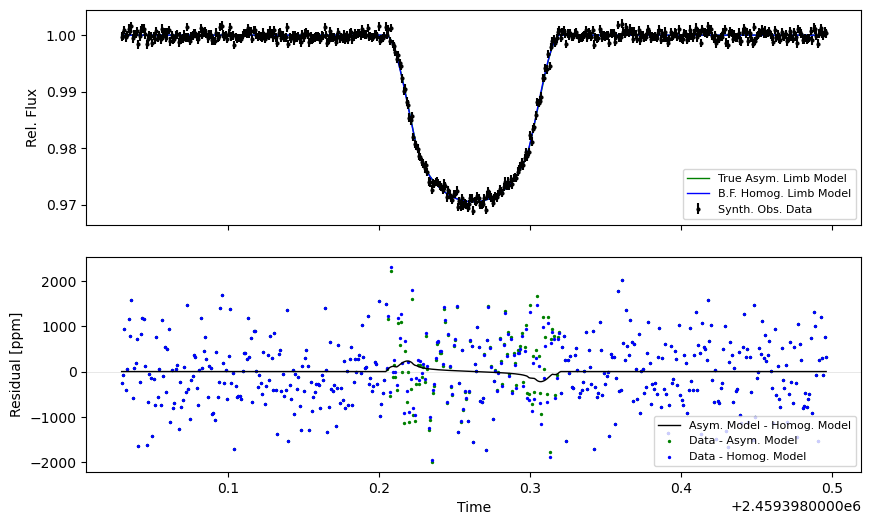 1.00
0.99
0.98
0.97
Rel. Flux
True Asym. Limb Model
B.F. Homog. Limb Model
Synth. Obs. Data
2000
1000
0
−1000
−2000
Residual [ppm]
Asym. Model - Homog. Model
Data - Asym. Model
Data - Homog. Model
0.1
0.2
0.3
0.4
0.5
Time
+2.4593980000e6